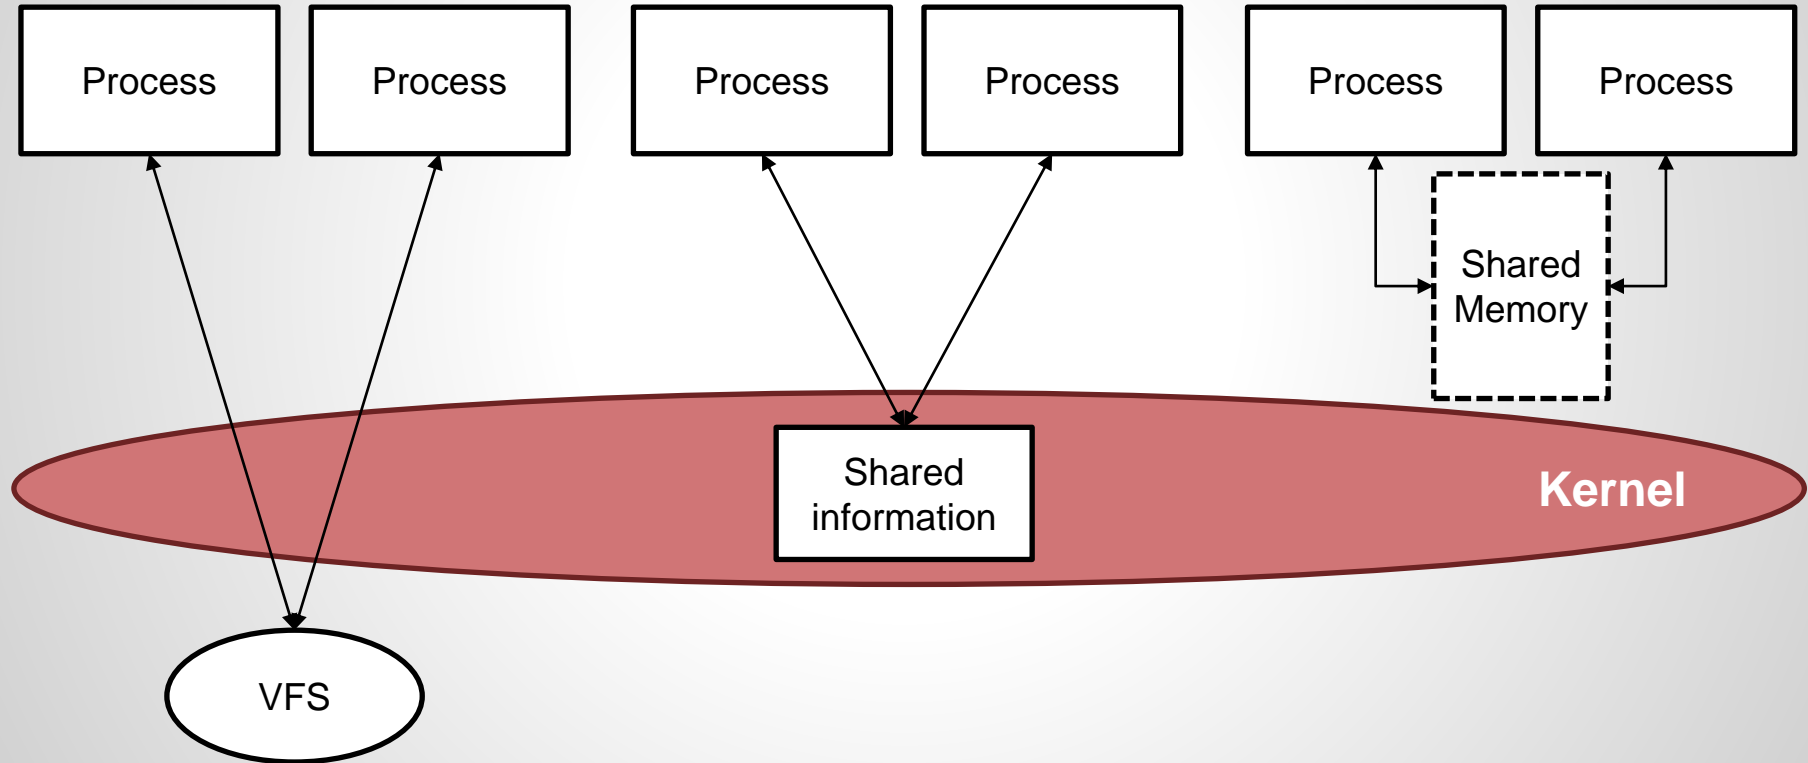 Process
Process
Process
Process
Process
Process
Shared
Memory
Shared
information
Kernel
VFS